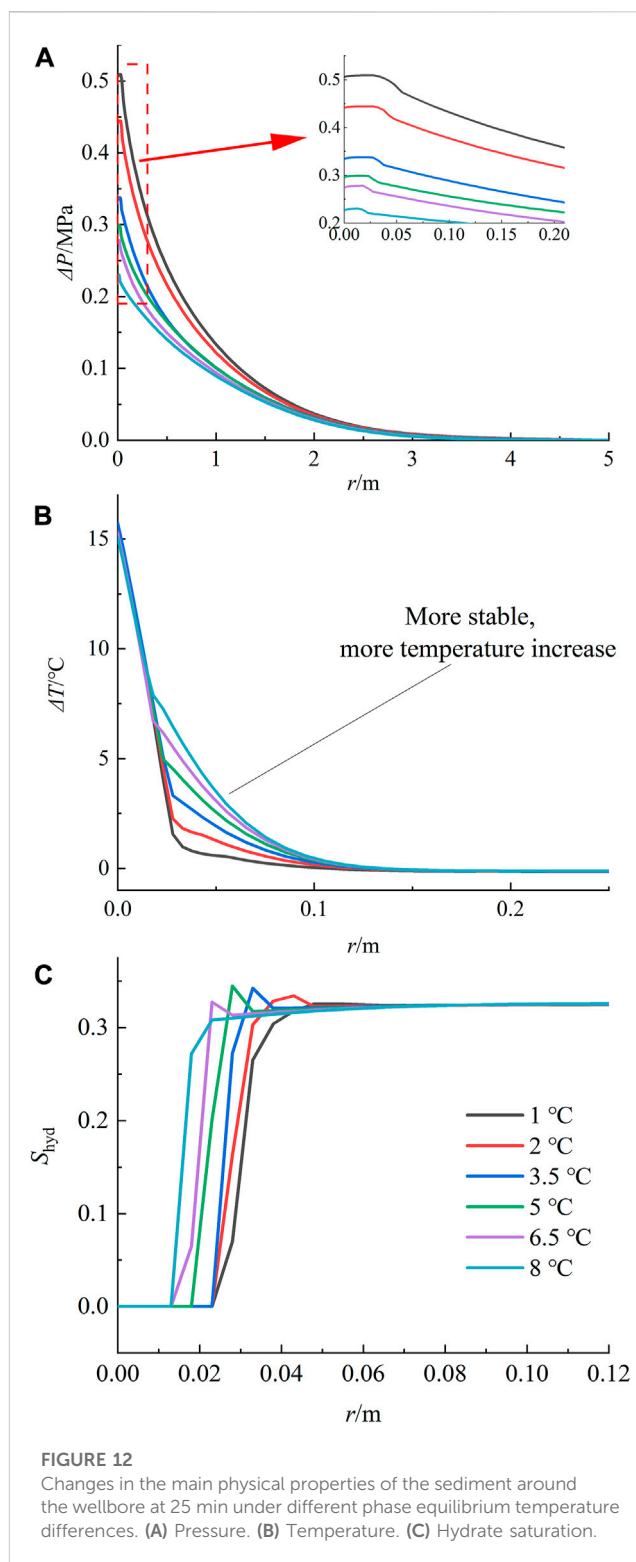 A
0.5
0.4
0.3
0.2
0.1
0.0
ΔP/MPa
0 1 2 3 4 5
r/m
0.5
0.4
0.3
0.2
0.00 0.05 0.10 0.15 0.20
B
15
10
5
0
ΔT/°C
More stable,
more temperature increase
0.0 0.1 0.2
r/m
C
0.3
0.2
0.1
0.0
Shyd
1 °C
2 °C
3.5 °C
5 °C
6.5 °C
8 °C
0.00 0.02 0.04 0.06 0.08 0.10 0.12
r/m
FIGURE 12
Changes in the main physical properties of the sediment around
the wellbore at 25 min under different phase equilibrium temperature
differences. (A) Pressure. (B) Temperature. (C) Hydrate saturation.